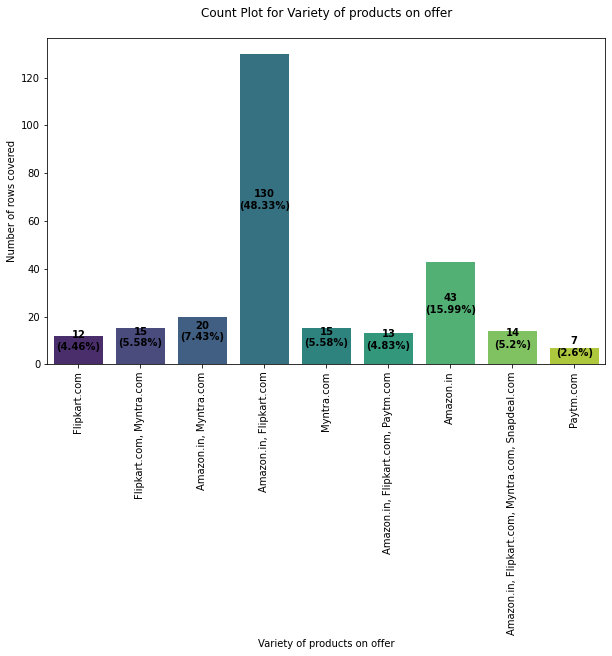 Count Plot for Variety of products on offer
Number of rows covered
120
100
80
60
40
20
0
12
(4.46%)
15
(5.58%)
20
(7.43%)
130
(48.33%)
15
(5.58%)
13
(4.83%)
43
(15.99%)
14
(5.2%)
7
(2.6%)
Flipkart.com
Flipkart.com, Myntra.com
Amazon.in, Myntra.com
Amazon.in, Flipkart.com
Myntra.com
Amazon.in, Flipkart.com, Paytm.com
Amazon.in
Amazon.in, Flipkart.com, Myntra.com, Snapdeal.com
Paytm.com
Variety of products on offer